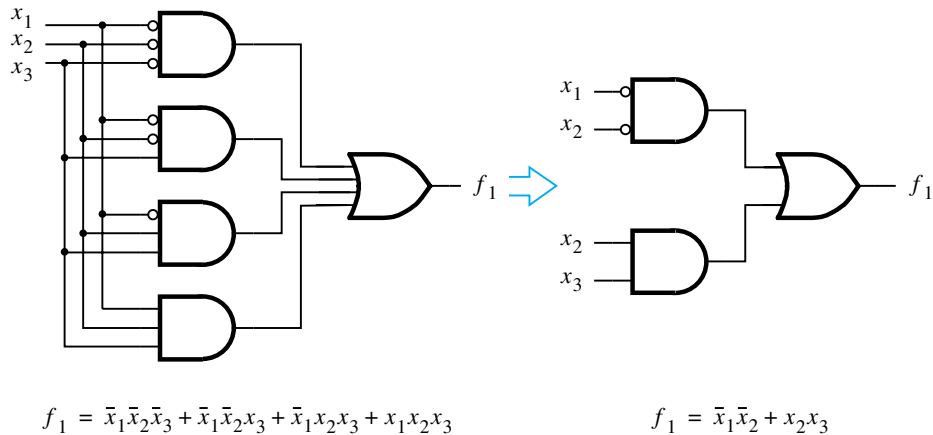 x₁
x₂
x₃
f₁
x₁
x₂
x₂
x₃
f₁
f₁ = x̄₁x̄₂x̄₃ + x̄₁x̄₂x₃ + x̄₁x₂x₃ + x₁x₂x₃
f₁ = x̄₁x̄₂ + x₂x₃